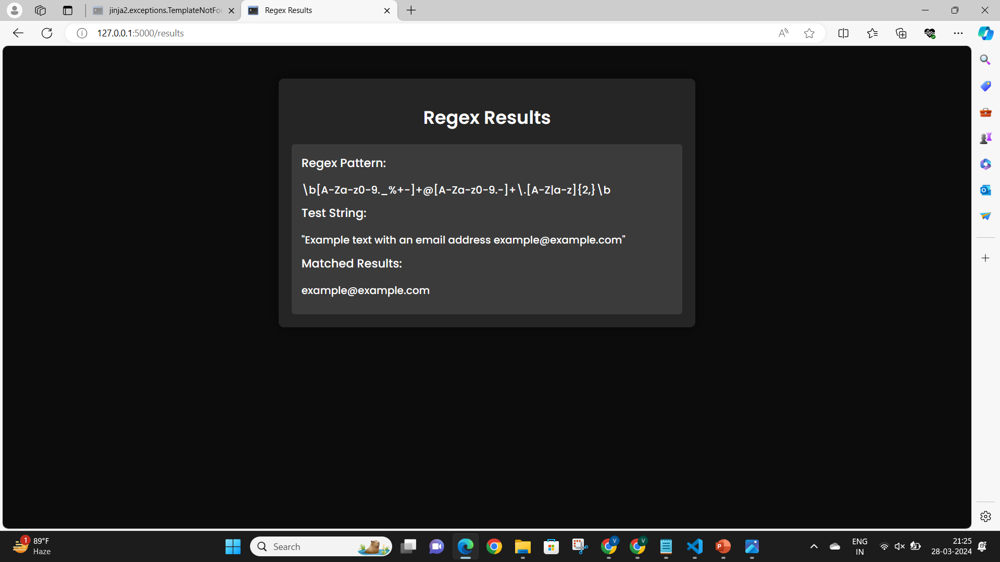 jinja2.exceptions.TemplateNotFou
Regex Results
127.0.0.1:5000/results
Regex Results
Regex Pattern:
\b[A-Za-z0-9._%+-]+@[A-Za-z0-9.-]+\.[A-Z|a-z]{2,}\b
Test String:
"Example text with an email address example@example.com"
Matched Results:
example@example.com
1
89°F
Haze
Search
V
V
P
ENG
IN
21:25
28-03-2024